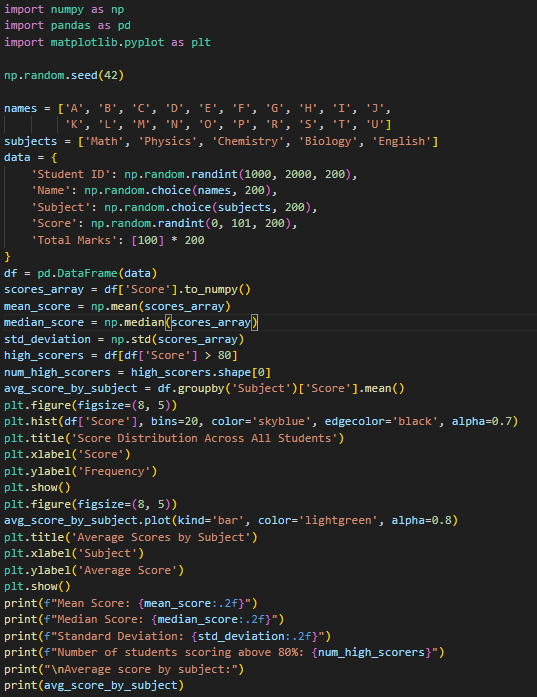 import numpy as np
import pandas as pd
import matplotlib.pyplot as plt

np.random.seed(42)

names = ['A', 'B', 'C', 'D', 'E', 'F', 'G', 'H', 'I', 'J',
         'K', 'L', 'M', 'N', 'O', 'P', 'R', 'S', 'T', 'U']
subjects = ['Math', 'Physics', 'Chemistry', 'Biology', 'English']
data = {
    'Student ID': np.random.randint(1000, 2000, 200),
    'Name': np.random.choice(names, 200),
    'Subject': np.random.choice(subjects, 200),
    'Score': np.random.randint(0, 101, 200),
    'Total Marks': [100] * 200
}
df = pd.DataFrame(data)
scores_array = df['Score'].to_numpy()
mean_score = np.mean(scores_array)
median_score = np.median(scores_array)
std_deviation = np.std(scores_array)
high_scorers = df[df['Score'] > 80]
num_high_scorers = high_scorers.shape[0]
avg_score_by_subject = df.groupby('Subject')['Score'].mean()
plt.figure(figsize=(8, 5))
plt.hist(df['Score'], bins=20, color='skyblue', edgecolor='black', alpha=0.7)
plt.title('Score Distribution Across All Students')
plt.xlabel('Score')
plt.ylabel('Frequency')
plt.show()
plt.figure(figsize=(8, 5))
avg_score_by_subject.plot(kind='bar', color='lightgreen', alpha=0.8)
plt.title('Average Scores by Subject')
plt.xlabel('Subject')
plt.ylabel('Average Score')
plt.show()
print(f"Mean Score: {mean_score:.2f}")
print(f"Median Score: {median_score:.2f}")
print(f"Standard Deviation: {std_deviation:.2f}")
print(f"Number of students scoring above 80%: {num_high_scorers}")
print("\nAverage score by subject:")
print(avg_score_by_subject)